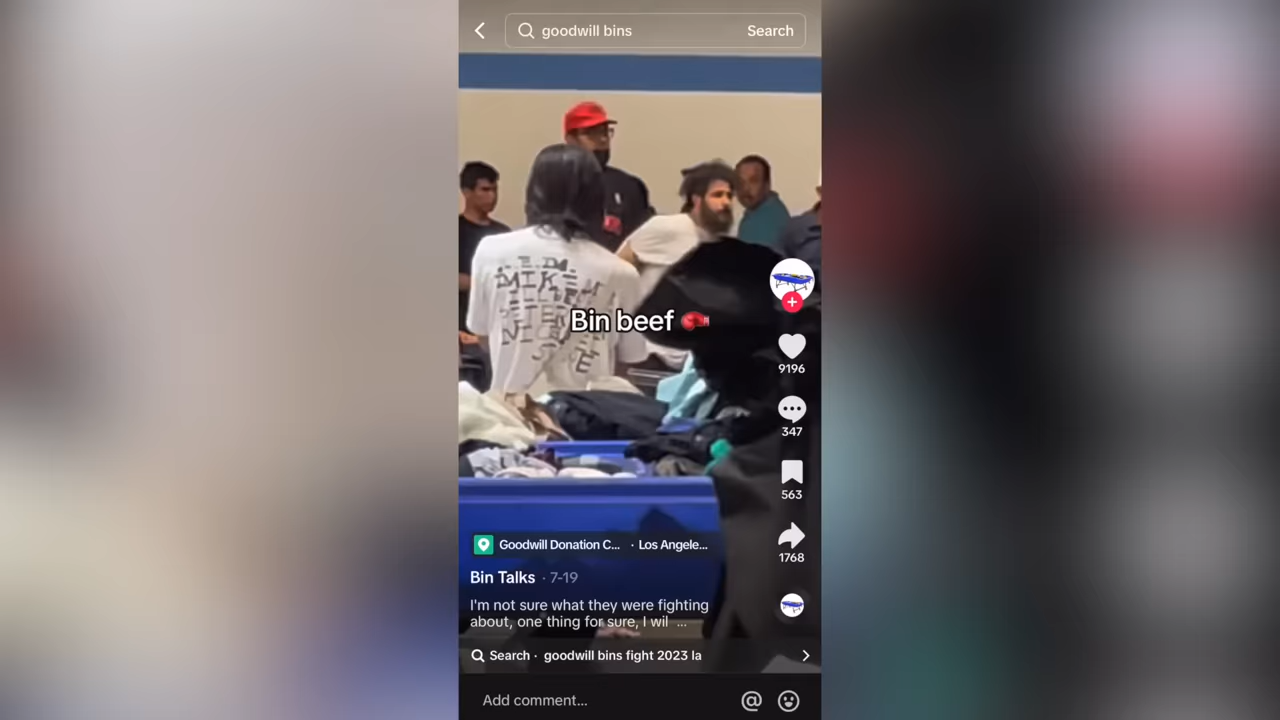 goodwill bins Search
MIKE
Bin beef
9196
347
563
1768
Goodwill Donation C... · Los Angele...
Bin Talks · 7-19
I'm not sure what they were fighting
about, one thing for sure, I wil ...
Search · goodwill bins fight 2023 la
Add comment...